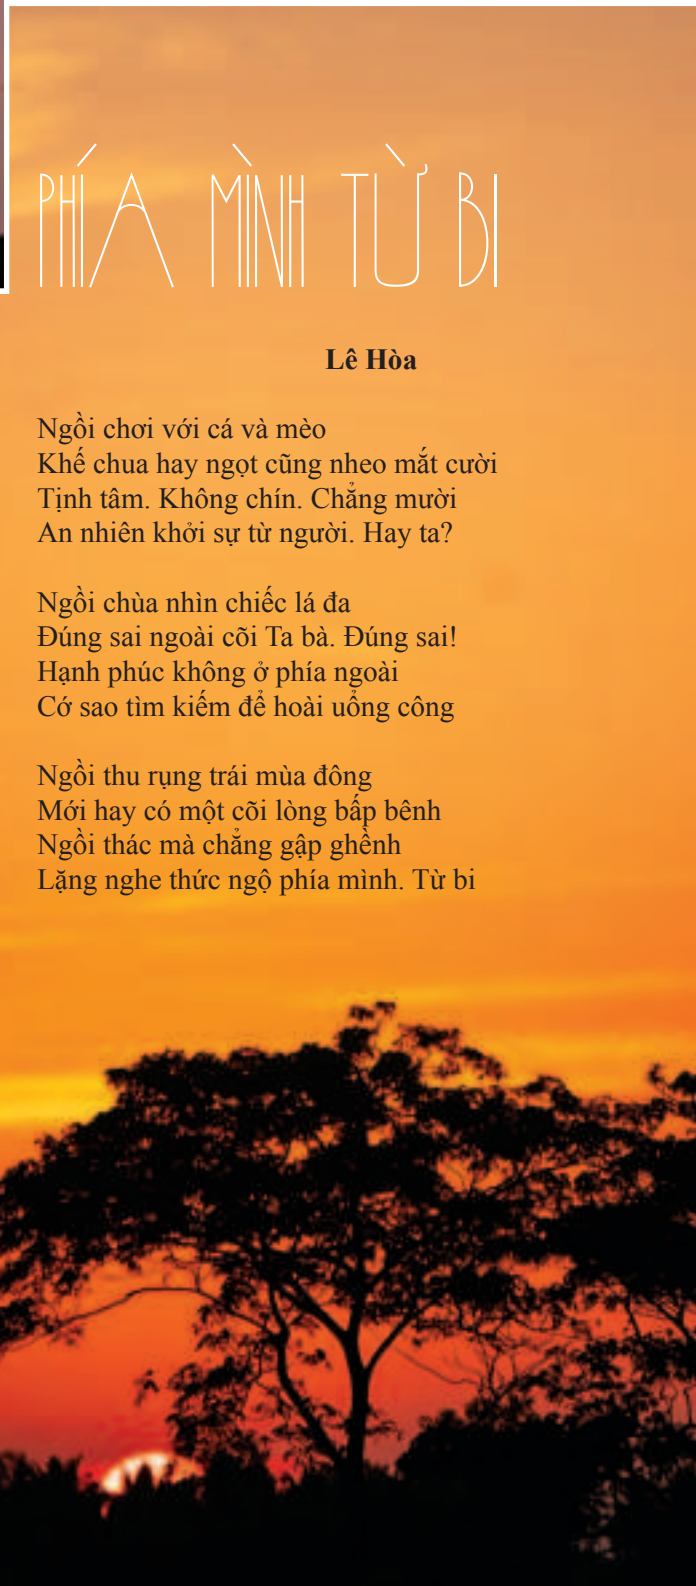 PHÍA MÌNH TỪ BI
Lê Hòa
Ngồi chơi với cá và mèo
Khế chua hay ngọt cũng nheo mắt cười
Tịnh tâm. Không chín. Chẳng mười
An nhiên khởi sự từ người. Hay ta?
Ngồi chùa nhìn chiếc lá đa
Đúng sai ngoài cõi Ta bà. Đúng sai!
Hạnh phúc không ở phía ngoài
Cớ sao tìm kiếm để hoài uổng công
Ngồi thu rụng trái mùa đông
Mới hay có một cõi lòng bấp bênh
Ngồi thác mà chẳng gập ghềnh
Lặng nghe thức ngộ phía mình. Từ bi